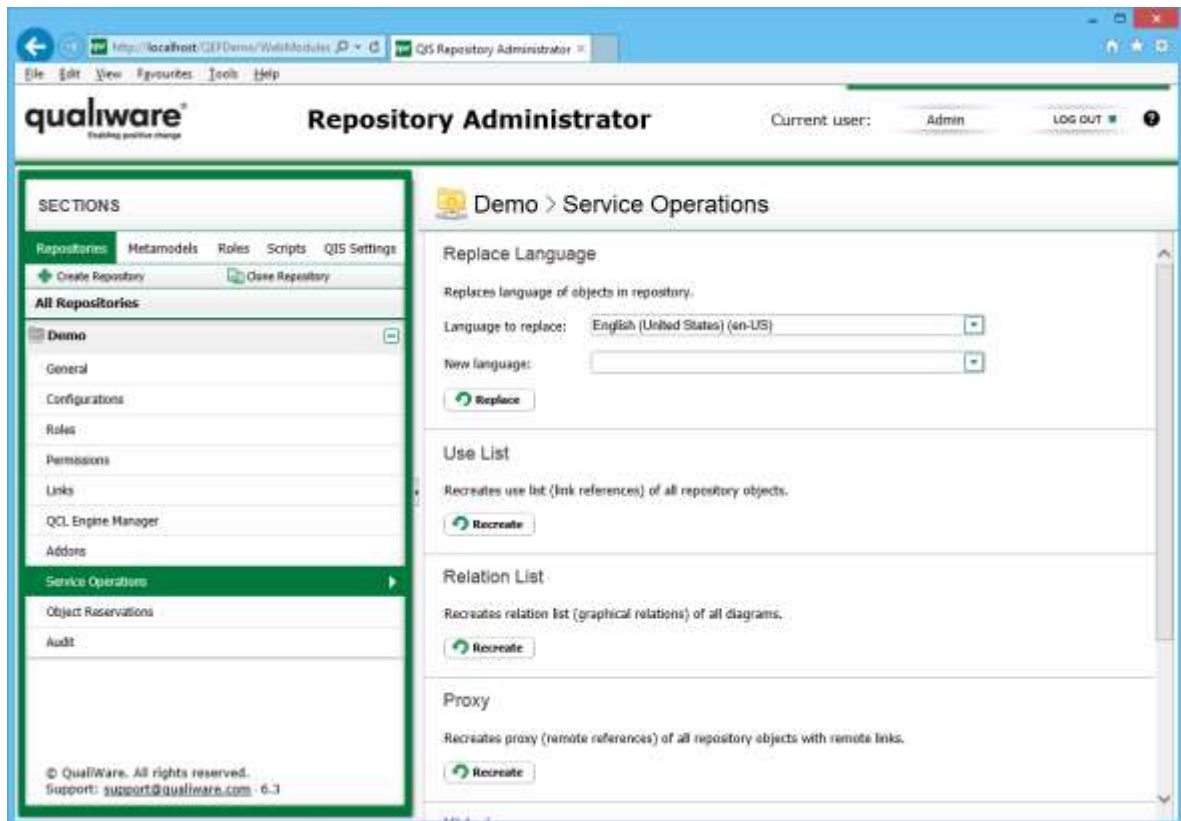 http://localhost/QEFDemo/WebModules
QIS Repository Administrator
File Edit View Favourites Tools Help
qualiware®
Enabling positive change
Repository Administrator
Current user:
Admin
LOG OUT
SECTIONS
Demo > Service Operations
Repositories Metamodels Roles Scripts QIS Settings
Create Repository Clone Repository
All Repositories
Demo
General
Configurations
Roles
Permissions
Links
QCL Engine Manager
Addons
Service Operations
Object Reservations
Audit
© QualiWare. All rights reserved.
Support: support@qualiware.com 6.3
Replace Language
Replaces language of objects in repository.
Language to replace: English (United States) (en-US)
New language:
Replace
Use List
Recreates use list (link references) of all repository objects.
Recreate
Relation List
Recreates relation list (graphical relations) of all diagrams.
Recreate
Proxy
Recreates proxy (remote references) of all repository objects with remote links.
Recreate